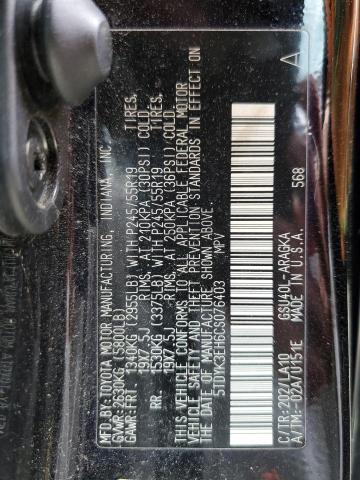 MFD.BY:TOYOTA MOTOR MANUFACTURING, INDIANA, INC.
GVWR:2630KG (5800LB)
GAWR:FRT. 1340KG (2955LB) WITH P245/55R19 TIRES,
19X7.5J RIMS, AT 210KPA (30PSI) COLD.
RR. 1530KG (3375LB) WITH P245/55R19 TIRES,
19X7.5J RIMS, AT 210KPA (30PSI) COLD.
THIS VEHICLE CONFORMS TO ALL APPLICABLE FEDERAL MOTOR
VEHICLE SAFETY AND THEFT PREVENTION STANDARDS IN EFFECT ON
THE DATE OF MANUFACTURE SHOWN ABOVE.
5TDYK3EH6CS076403 MPV
A
568
C/TR:202/LA10 GSU40L-ARAGKA
A/TM:-02A/U151E MADE IN U.S.A.